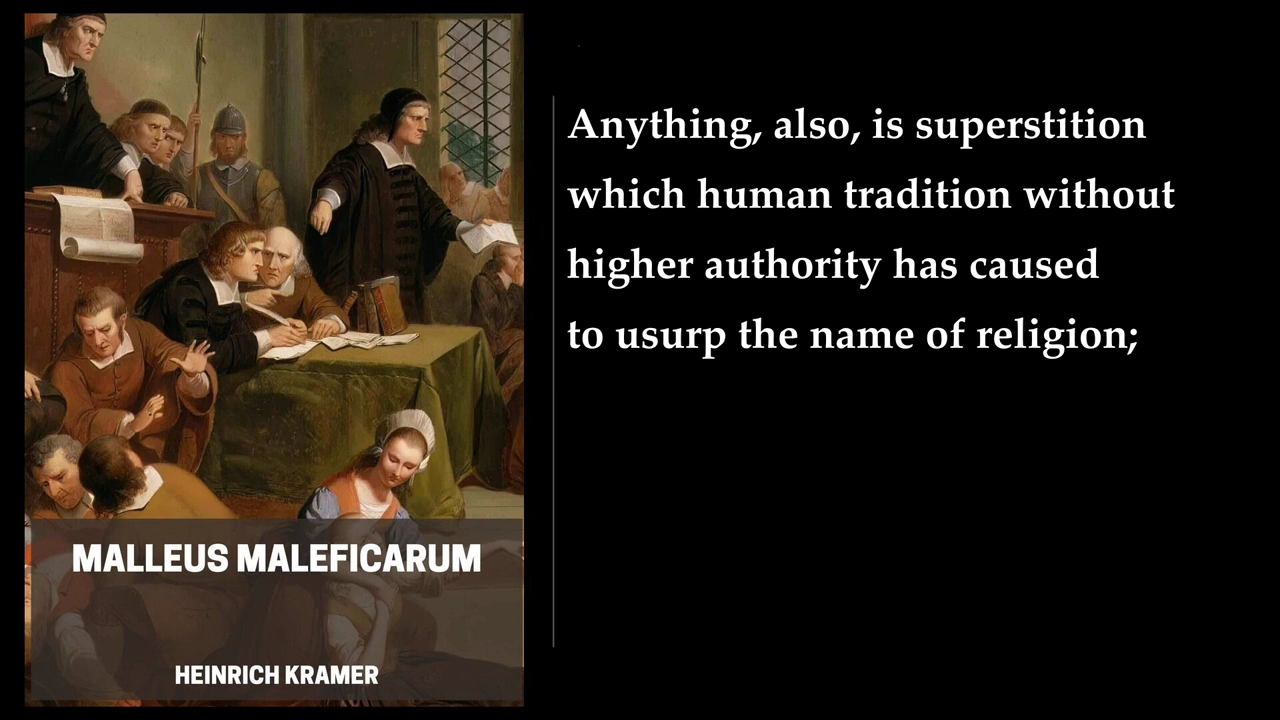 MALLEUS MALEFICARUM
HEINRICH KRAMER
Anything, also, is superstition
which human tradition without
higher authority has caused
to usurp the name of religion;